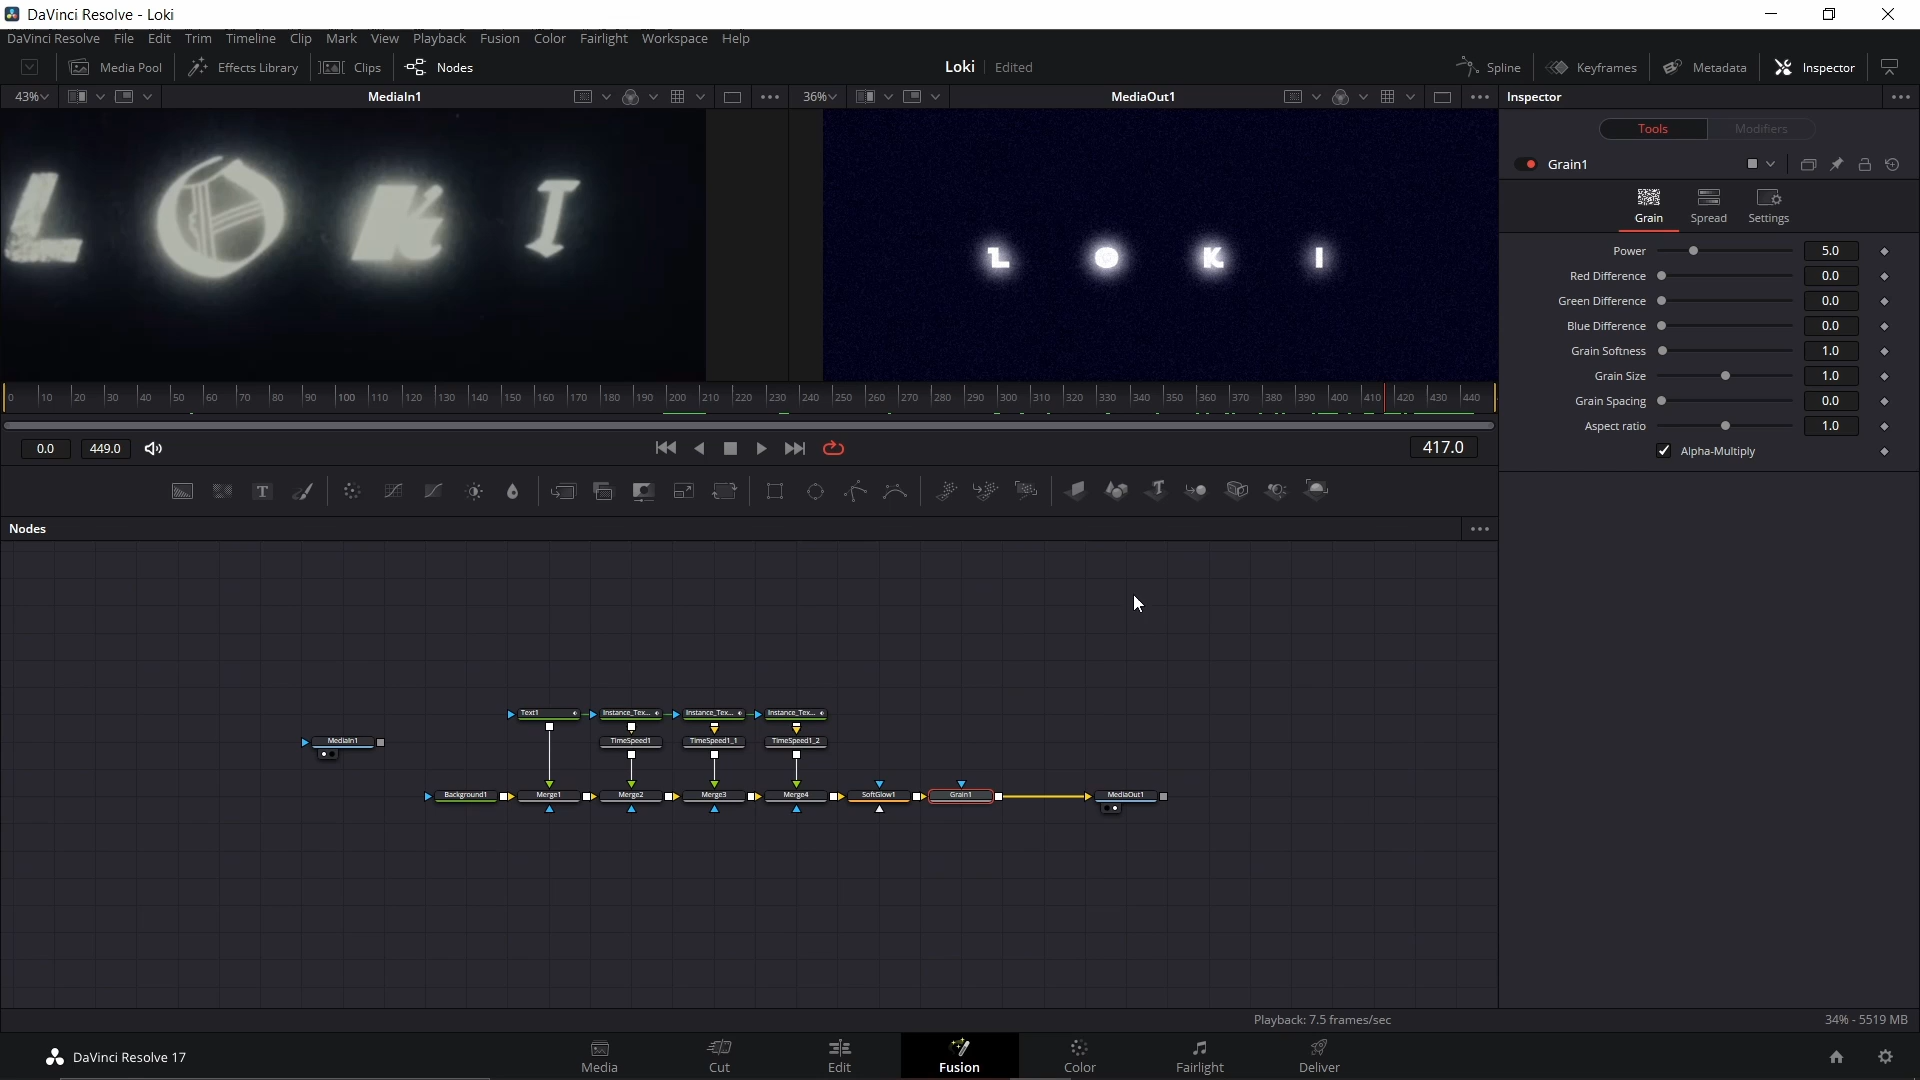 DaVinci Resolve - Loki
DaVinci Resolve File Edit Trim Timeline Clip Mark View Playback Fusion Color Fairlight Workspace Help
Media Pool Effects Library Clips Nodes Loki Edited Spline Keyframes Metadata Inspector
43% MediaIn1 36% MediaOut1 Inspector
Tools Modifiers
Grain1
Grain Spread Settings
Power 5.0
Red Difference 0.0
Green Difference 0.0
Blue Difference 0.0
Grain Softness 1.0
Grain Size 1.0
Grain Spacing 0.0
Aspect ratio 1.0
Alpha-Multiply
L O K I
L O K I
0 10 20 30 40 50 60 70 80 90 100 110 120 130 140 150 160 170 180 190 200 210 220 230 240 250 260 270 280 290 300 310 320 330 340 350 360 370 380 390 400 410 420 430 440
0.0 449.0 417.0
T
Nodes
Text1 Instance_Tex... Instance_Tex... Instance_Tex...
MediaIn1 TimeSpeed1 TimeSpeed1_1 TimeSpeed1_2
Background1 Merge1 Merge2 Merge3 Merge4 SoftGlow1 Grain1 MediaOut1
Playback: 7.5 frames/sec 34% - 5519 MB
DaVinci Resolve 17 Media Cut Edit Fusion Color Fairlight Deliver